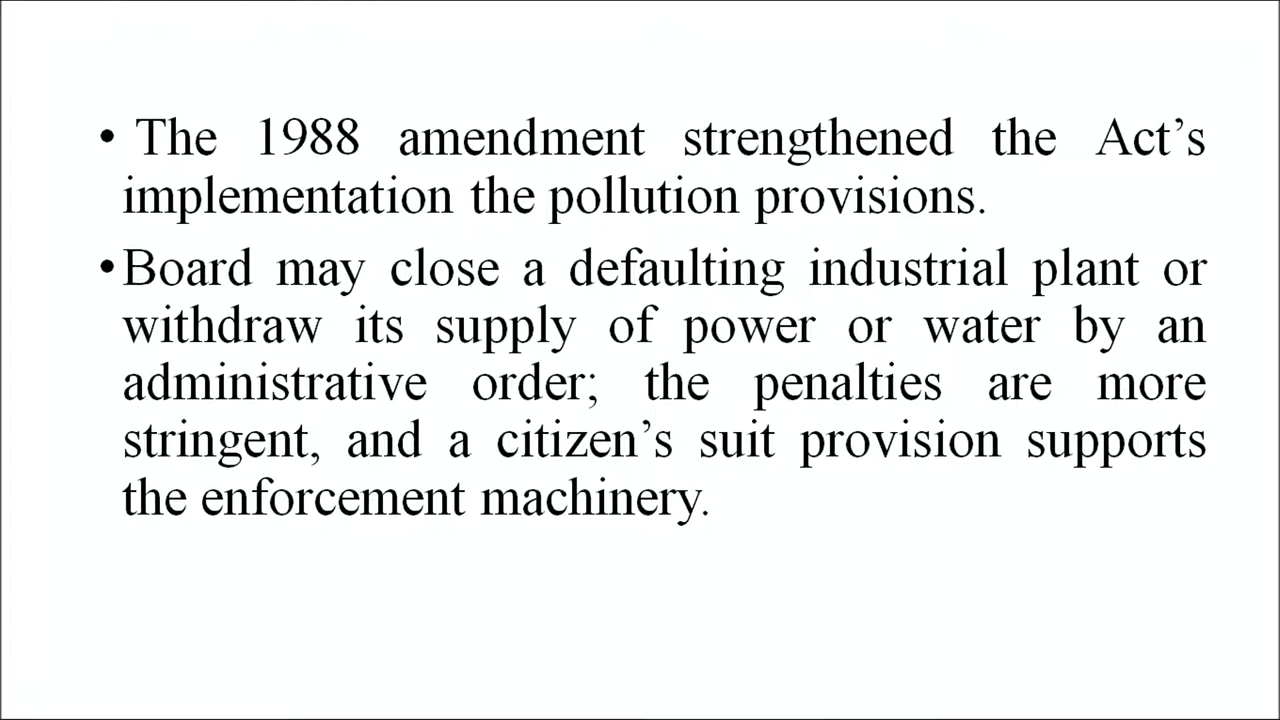 • The 1988 amendment strengthened the Act’s
implementation the pollution provisions.
• Board may close a defaulting industrial plant or
withdraw its supply of power or water by an
administrative order; the penalties are more
stringent, and a citizen’s suit provision supports
the enforcement machinery.